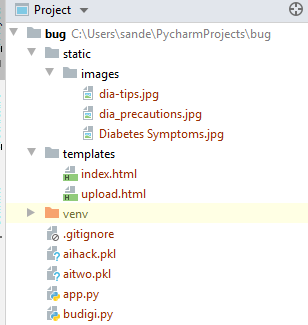 Project
bug C:\Users\sande\PycharmProjects\bug
static
images
dia-tips.jpg
dia_precautions.jpg
Diabetes Symptoms.jpg
templates
index.html
upload.html
venv
.gitignore
aihack.pkl
aitwo.pkl
app.py
budigi.py